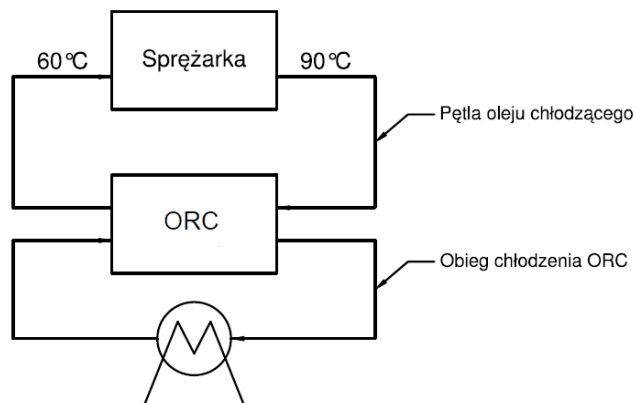 60°C
Sprężarka
90°C
Pętla oleju chłodzącego
ORC
Obieg chłodzenia ORC